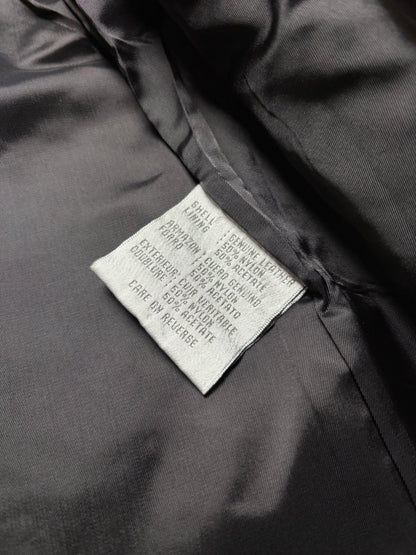 SHELL : GENUINE LEATHER
LINING : 50% NYLON
50% ACETATE
ARMAZON : CUERO GENUINO
FORRO : 50% NYLON
50% ACETATO
EXTERIEUR : CUIR VERITABLE
DOUBLURE : 50% NYLON
50% ACETATE
CARE ON REVERSE